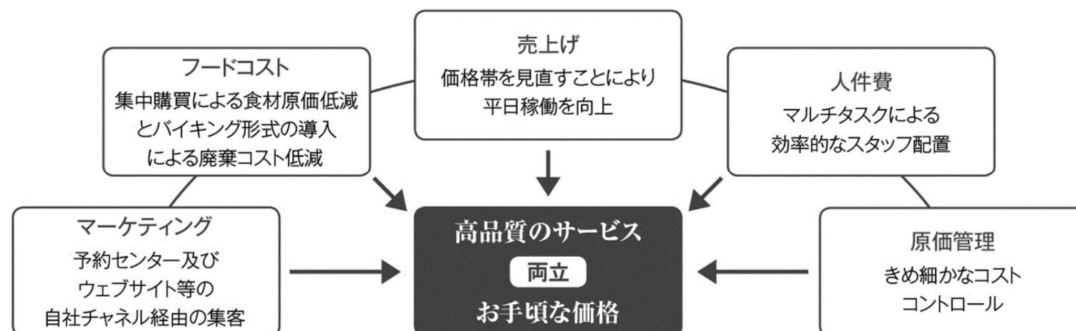 売上げ
価格帯を見直すことにより
平日稼働を向上
フードコスト
集中購買による食材原価低減
とバイキング形式の導入
による廃棄コスト低減
人件費
マルチタスクによる
効率的なスタッフ配置
マーケティング
予約センター及び
ウェブサイト等の
自社チャネル経由の集客
高品質のサービス
両立
お手頃な価格
原価管理
きめ細かなコスト
コントロール